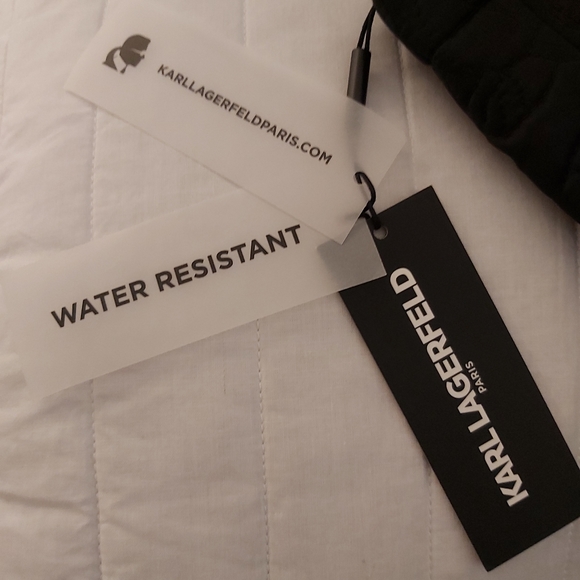 KARLLAGERFELDPARIS.COM
WATER RESISTANT
KARL LAGERFELD
PARIS